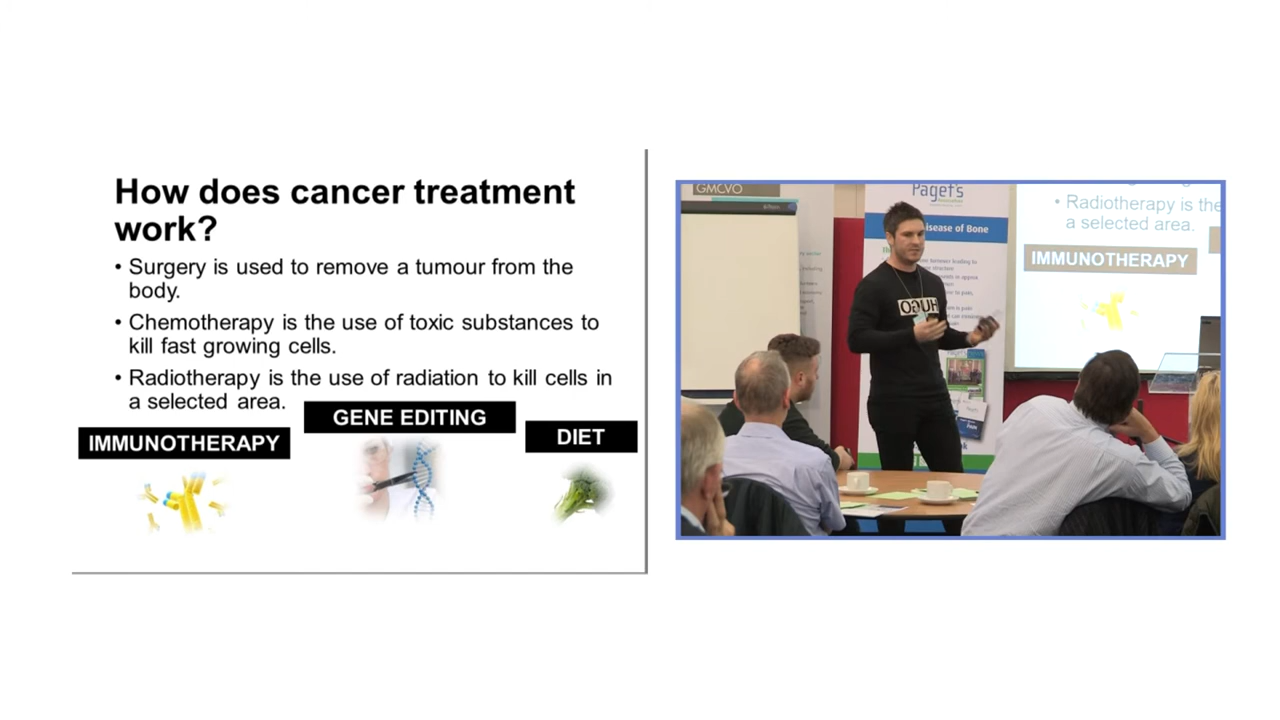 How does cancer treatment
work?
• Surgery is used to remove a tumour from the
body.
• Chemotherapy is the use of toxic substances to
kill fast growing cells.
• Radiotherapy is the use of radiation to kill cells in
a selected area.
GENE EDITING
IMMUNOTHERAPY
DIET
GMCVO
Paget's
isease of Bone
HUGO
• Radiotherapy is the
a selected area.
IMMUNOTHERAPY